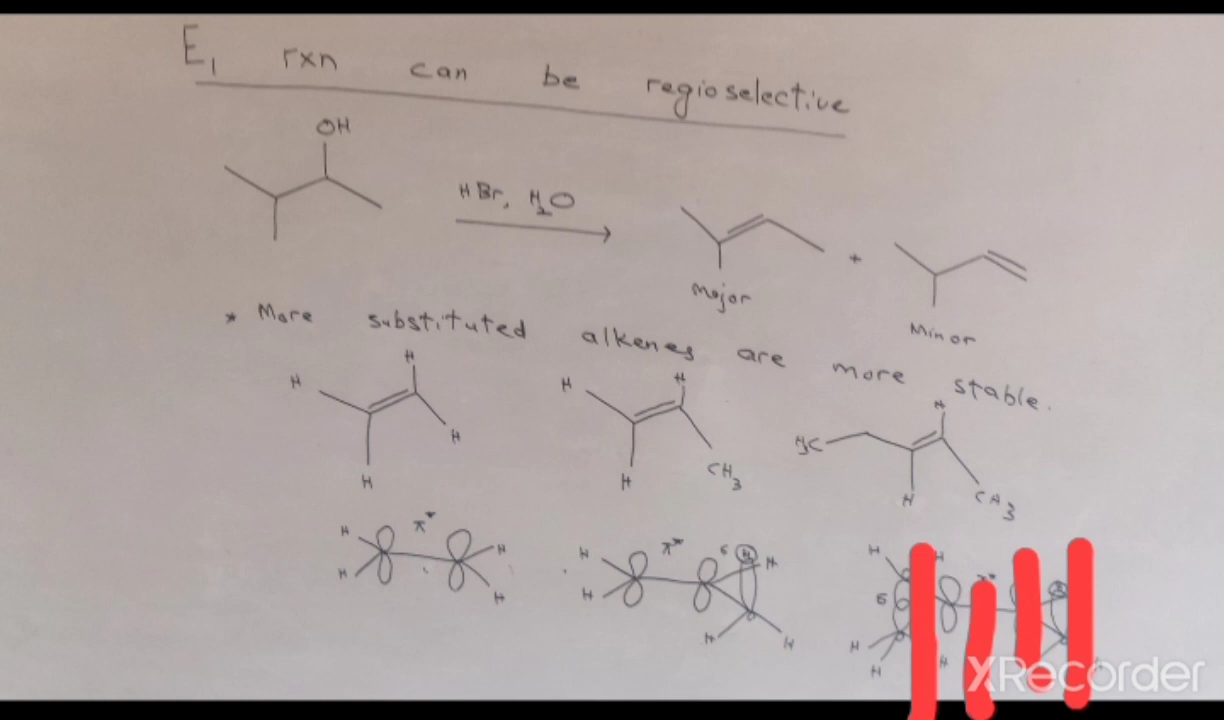 E1 rxn can be regioselective
OH
HBr, H2O
+
Major
Minor
* More substituted alkenes are more stable.
H H H H
H H H CH3
H3C H H CH3
H H π* H H
H H π* σ H H H H
H H σ H H H
XRecorder